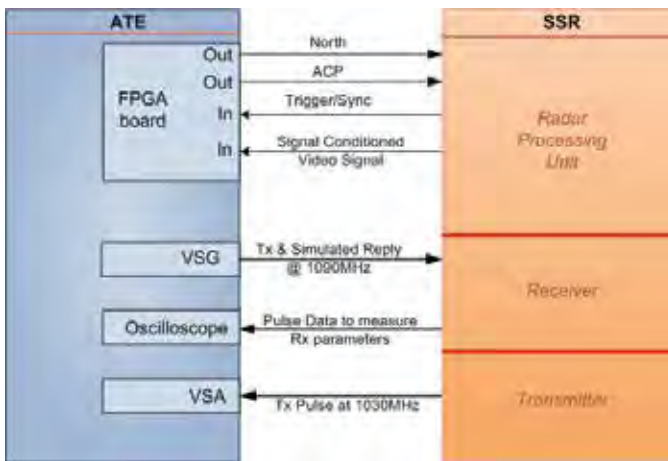 ATE
SSR
Out
North
Out
ACP
FPGA
board
In
Trigger/Sync
In
Signal Conditioned
Video Signal
Radar
Processing
Unit
VSG
Tx & Simulated Reply
@ 1090MHz
Receiver
Oscilloscope
Pulse Data to measure
Rx parameters
VSA
Tx Pulse at 1030MHz
Transmitter